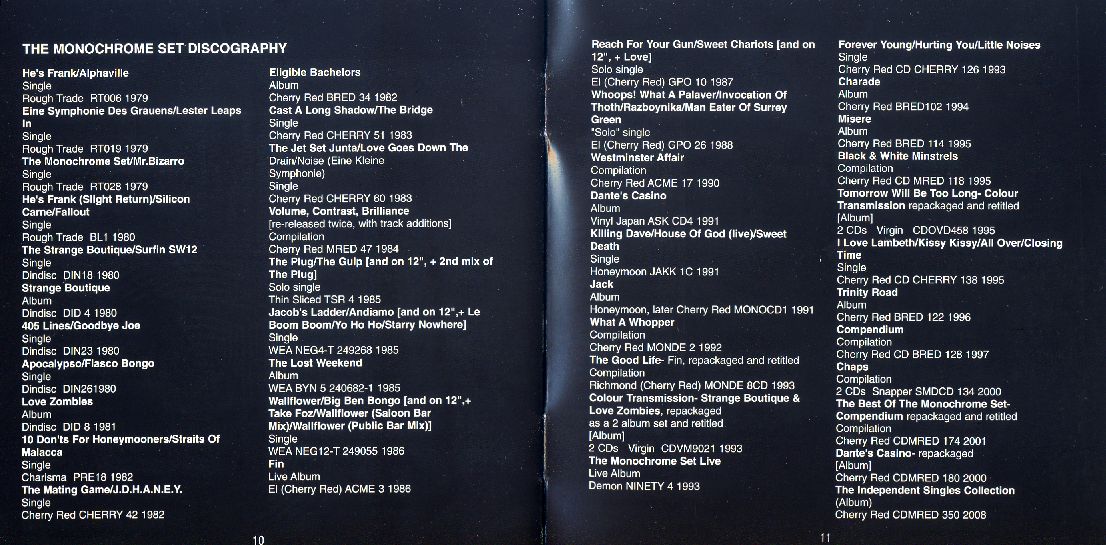 THE MONOCHROME SET DISCOGRAPHY
He's Frank/Alphaville
Single
Rough Trade RT006 1979
Eine Symphonie Des Grauens/Lester Leaps
In
Single
Rough Trade RT019 1979
The Monochrome Set/Mr.Bizarro
Single
Rough Trade RT028 1979
He's Frank (Slight Return)/Silicon
Carne/Fallout
Single
Rough Trade BL1 1980
The Strange Boutique/Surfin SW12
Single
Dindisc DIN18 1980
Strange Boutique
Album
Dindisc DID 4 1980
405 Lines/Goodbye Joe
Single
Dindisc DIN23 1980
Apocalypso/Fiasco Bongo
Single
Dindisc DIN261980
Love Zombies
Album
Dindisc DID 8 1981
10 Don'ts For Honeymooners/Straits Of
Malacca
Single
Charisma PRE18 1982
The Mating Game/J.D.H.A.N.E.Y.
Single
Cherry Red CHERRY 42 1982
Eligible Bachelors
Album
Cherry Red BRED 34 1982
Cast A Long Shadow/The Bridge
Single
Cherry Red CHERRY 51 1983
The Jet Set Junta/Love Goes Down The
Drain/Noise (Eine Kleine
Symphonie)
Single
Cherry Red CHERRY 60 1983
Volume, Contrast, Brilliance
[re-released twice, with track additions]
Compilation
Cherry Red MRED 47 1984
The Plug/The Gulp [and on 12", + 2nd mix of
The Plug]
Solo single
Thin Sliced TSR 4 1985
Jacob's Ladder/Andiamo [and on 12",+ Le
Boom Boom/Yo Ho Ho/Starry Nowhere]
Single
WEA NEG4-T 249268 1985
The Lost Weekend
Album
WEA BYN 5 240682-1 1985
Wallflower/Big Ben Bongo [and on 12",+
Take Foz/Wallflower (Saloon Bar
Mix)/Wallflower (Public Bar Mix)]
Single
WEA NEG12-T 249055 1986
Fin
Live Album
El (Cherry Red) ACME 3 1986
10
Reach For Your Gun/Sweet Chariots [and on
12", + Love]
Solo single
El (Cherry Red) GPO 10 1987
Whoops! What A Palaver/Invocation Of
Thoth/Razboynika/Man Eater Of Surrey
Green
"Solo" single
El (Cherry Red) GPO 26 1988
Westminster Affair
Compilation
Cherry Red ACME 17 1990
Dante's Casino
Album
Vinyl Japan ASK CD4 1991
Killing Dave/House Of God (live)/Sweet
Death
Single
Honeymoon JAKK 1C 1991
Jack
Album
Honeymoon, later Cherry Red MONOCD1 1991
What A Whopper
Compilation
Cherry Red MONDE 2 1992
The Good Life- Fin, repackaged and retitled
Compilation
Richmond (Cherry Red) MONDE 8CD 1993
Colour Transmission- Strange Boutique &
Love Zombies, repackaged
as a 2 album set and retitled
[Album]
2 CDs Virgin CDVM9021 1993
The Monochrome Set Live
Live Album
Demon NINETY 4 1993
Forever Young/Hurting You/Little Noises
Single
Cherry Red CD CHERRY 126 1993
Charade
Album
Cherry Red BRED102 1994
Misere
Album
Cherry Red BRED 114 1995
Black & White Minstrels
Compilation
Cherry Red CD MRED 118 1995
Tomorrow Will Be Too Long- Colour
Transmission repackaged and retitled
[Album]
2 CDs Virgin CDOVD458 1995
I Love Lambeth/Kissy Kissy/All Over/Closing
Time
Single
Cherry Red CD CHERRY 138 1995
Trinity Road
Album
Cherry Red BRED 122 1996
Compendium
Compilation
Cherry Red CD BRED 128 1997
Chaps
Compilation
2 CDs Snapper SMDCD 134 2000
The Best Of The Monochrome Set-
Compendium repackaged and retitled
Compilation
Cherry Red CDMRED 174 2001
Dante's Casino- repackaged
[Album]
Cherry Red CDMRED 180 2000
The Independent Singles Collection
(Album)
Cherry Red CDMRED 350 2008
11